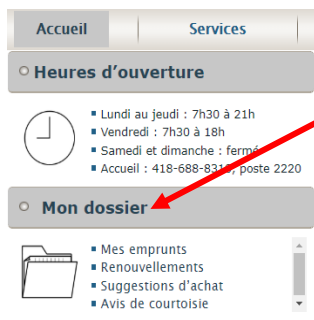 Accueil
Services
Heures d'ouverture
Lundi au jeudi : 7h30 à 21h
Vendredi : 7h30 à 18h
Samedi et dimanche :
Accueil : 418-688-8310, poste 2220
Mon dossier
Mes emprunts
Renouvellements
Suggestions d'achat
Avis de courtoisie